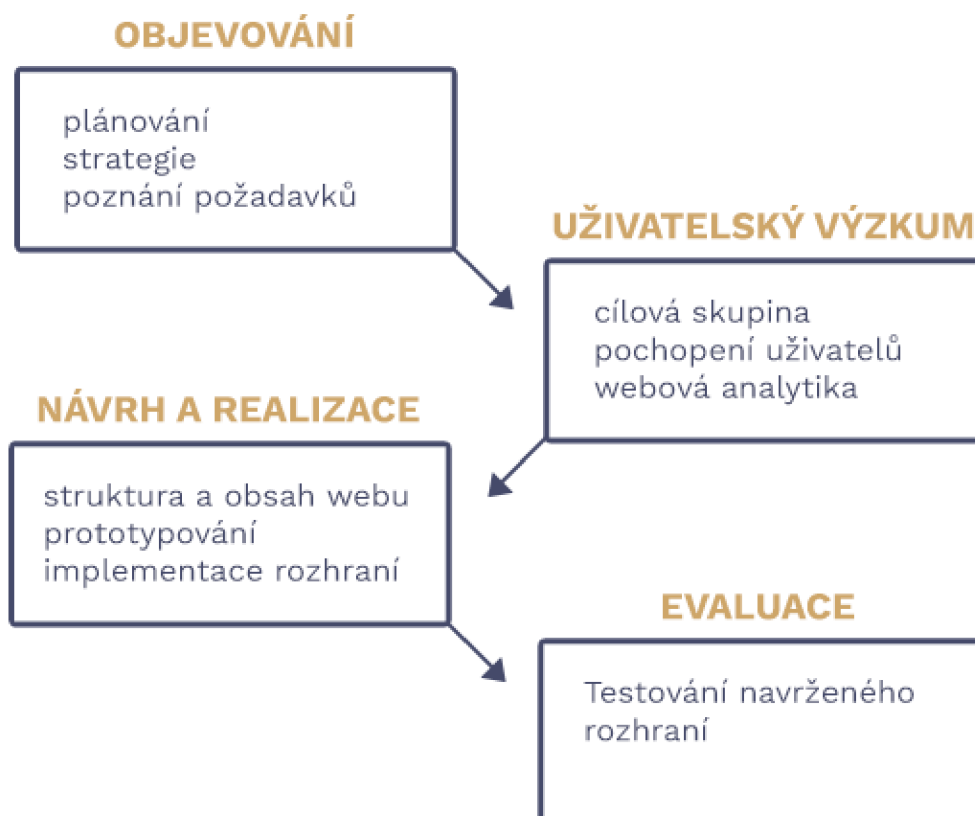 OBJEVOVÁNÍ
plánování
strategie
poznání požadavků
UŽIVATELSKÝ VÝZKUM
cílová skupina
pochopení uživatelů
webová analytika
NÁVRH A REALIZACE
struktura a obsah webu
prototypování
implementace rozhraní
EVALUACE
Testování navrženého
rozhraní